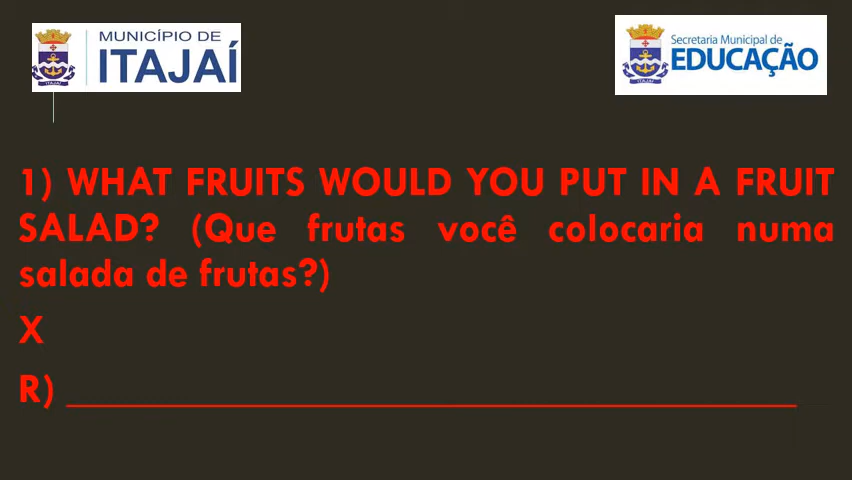 MUNICÍPIO DE
ITAJAÍ
Secretaria Municipal de
EDUCAÇÃO
1) WHAT FRUITS WOULD YOU PUT IN A FRUIT
SALAD? (Que frutas você colocaria numa
salada de frutas?)
X
R) ______________________________________